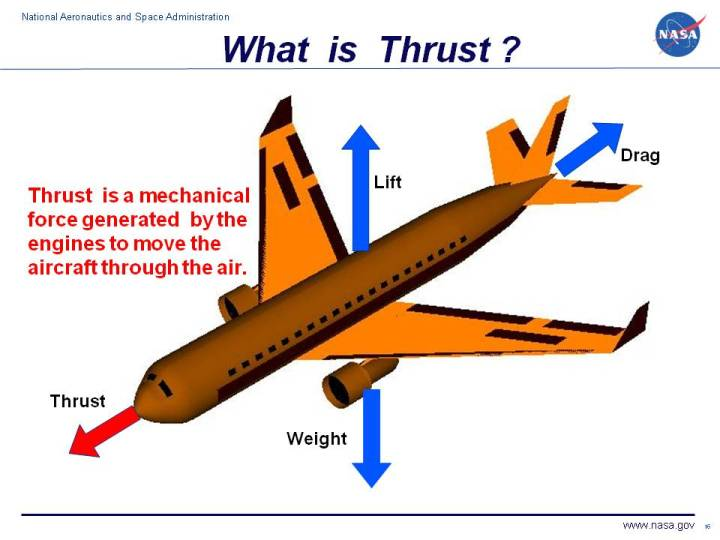 National Aeronautics and Space Administration
What is Thrust ?
NASA
Drag
Lift
Thrust is a mechanical
force generated by the
engines to move the
aircraft through the air.
Thrust
Weight
www.nasa.gov